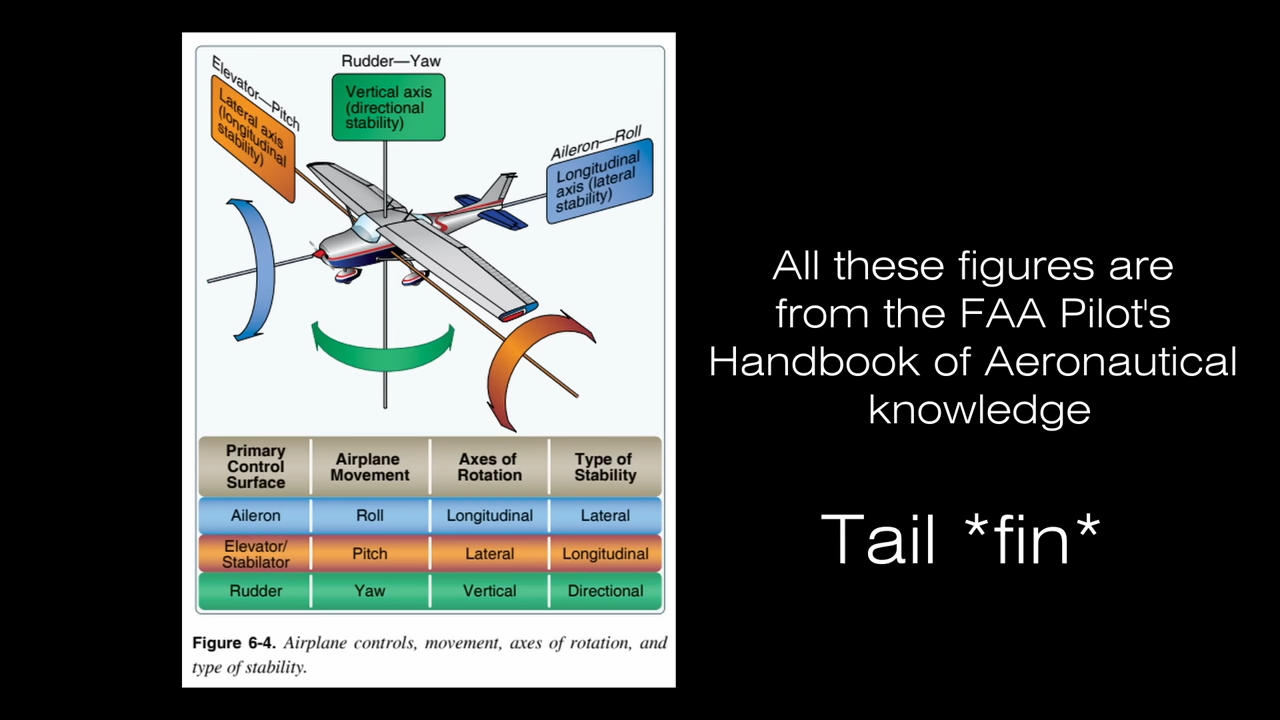 Elevator—Pitch
Lateral axis
(longitudinal
stability)
Rudder—Yaw
Vertical axis
(directional
stability)
Aileron—Roll
Longitudinal
axis (lateral
stability)
Primary Control Surface | Airplane Movement | Axes of Rotation | Type of Stability
Aileron | Roll | Longitudinal | Lateral
Elevator/ Stabilator | Pitch | Lateral | Longitudinal
Rudder | Yaw | Vertical | Directional
Figure 6-4. Airplane controls, movement, axes of rotation, and
type of stability.
All these figures are
from the FAA Pilot's
Handbook of Aeronautical
knowledge
Tail *fin*